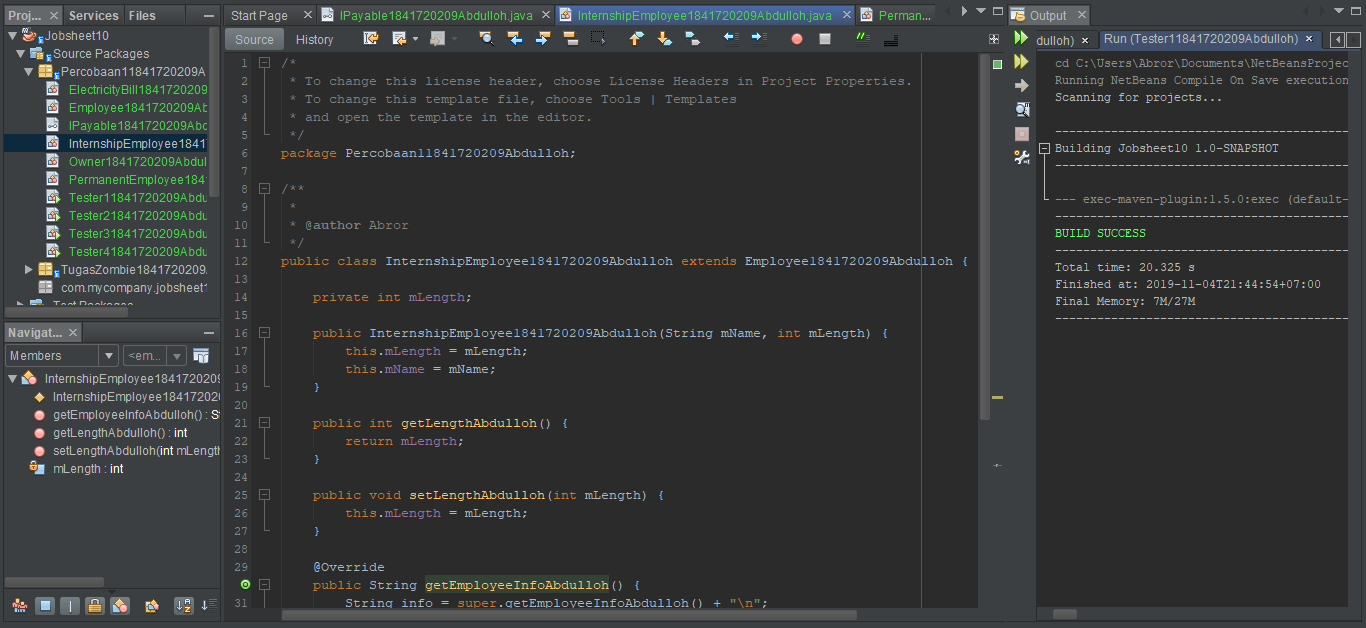 Proj...
Services
Files
Jobsheet10
Source Packages
Percobaan11841720209A
ElectricityBill1841720209
Employee1841720209Ab
IPayable1841720209Abd
InternshipEmployee1841
Owner1841720209Abdul
PermanentEmployee184
Tester11841720209Abdu
Tester21841720209Abdu
Tester31841720209Abdu
Tester41841720209Abdu
TugasZombie1841720209
com.mycompany.jobsheet1
Test Packages
Navigat...
Members
<em...
InternshipEmployee184172020
InternshipEmployee18417202
getEmployeeInfoAbdulloh() : S
getLengthAbdulloh() : int
setLengthAbdulloh(int mLength
mLength : int
Start Page
IPayable1841720209Abdulloh.java
InternshipEmployee1841720209Abdulloh.java
Perman...
Source
History
1 /*
2 * To change this license header, choose License Headers in Project Properties.
3 * To change this template file, choose Tools | Templates
4 * and open the template in the editor.
5 */
6 package Percobaan11841720209Abdulloh;
7
8 /**
9 *
10 * @author Abror
11 */
12 public class InternshipEmployee1841720209Abdulloh extends Employee1841720209Abdulloh {
13
14 private int mLength;
15
16 public InternshipEmployee1841720209Abdulloh(String mName, int mLength) {
17 this.mLength = mLength;
18 this.mName = mName;
19 }
20
21 public int getLengthAbdulloh() {
22 return mLength;
23 }
24
25 public void setLengthAbdulloh(int mLength) {
26 this.mLength = mLength;
27 }
28
29 @Override
public String getEmployeeInfoAbdulloh() {
31 String info = super.getEmployeeInfoAbdulloh() + "\n";
Output
dulloh)
Run (Tester11841720209Abdulloh)
cd C:\Users\Abror\Documents\NetBeansProjec
Running NetBeans Compile On Save execution
Scanning for projects...
------------------------------------
Building Jobsheet10 1.0-SNAPSHOT
------------------------------------
--- exec-maven-plugin:1.5.0:exec (default-
------------------------------------
BUILD SUCCESS
------------------------------------
Total time: 20.325 s
Finished at: 2019-11-04T21:44:54+07:00
Final Memory: 7M/27M
------------------------------------